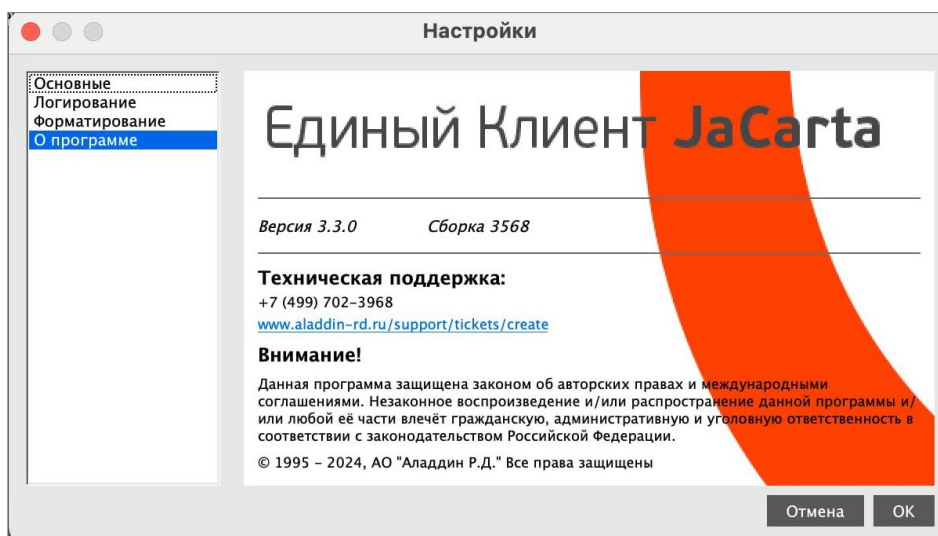 Настройки
Основные
Логирование
Форматирование
О программе
Единый Клиент JaCarta
Версия 3.3.0 Сборка 3568
Техническая поддержка:
+7 (499) 702-3968
www.aladdin-rd.ru/support/tickets/create
Внимание!
Данная программа защищена законом об авторских правах и международными
соглашениями. Незаконное воспроизведение и/или распространение данной программы и/
или любой её части влечёт гражданскую, административную и уголовную ответственность в
соответствии с законодательством Российской Федерации.
© 1995 – 2024, АО "Аладдин Р.Д." Все права защищены
Отмена OK